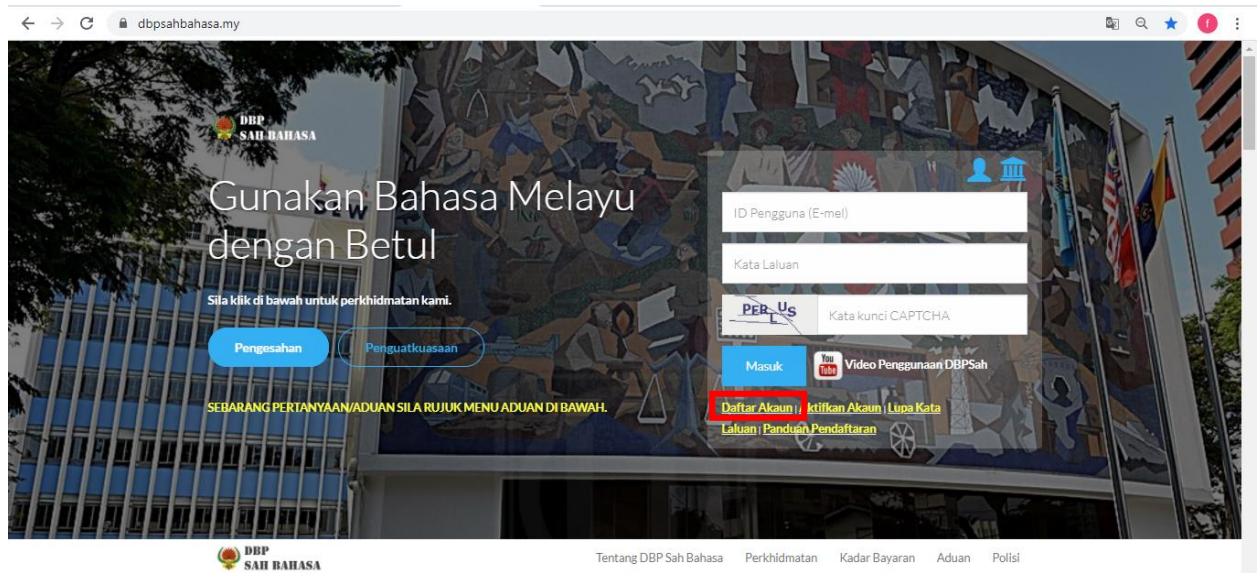 dbpsahbahasa.my
f
DBP
SAH BAHASA
Gunakan Bahasa Melayu
dengan Betul
Sila klik di bawah untuk perkhidmatan kami.
Pengesahan
Penguatkuasaan
SEBARANG PERTANYAAN/ADUAN SILA RUJUK MENU ADUAN DI BAWAH.
ID Pengguna (E-mel)
Kata Laluan
Kata kunci CAPTCHA
Masuk
You
Tube
Video Penggunaan DBPSah
Daftar Akaun | Aktifkan Akaun | Lupa Kata
Laluan | Panduan Pendaftaran
DBP
SAH BAHASA
Tentang DBP Sah Bahasa Perkhidmatan Kadar Bayaran Aduan Polisi